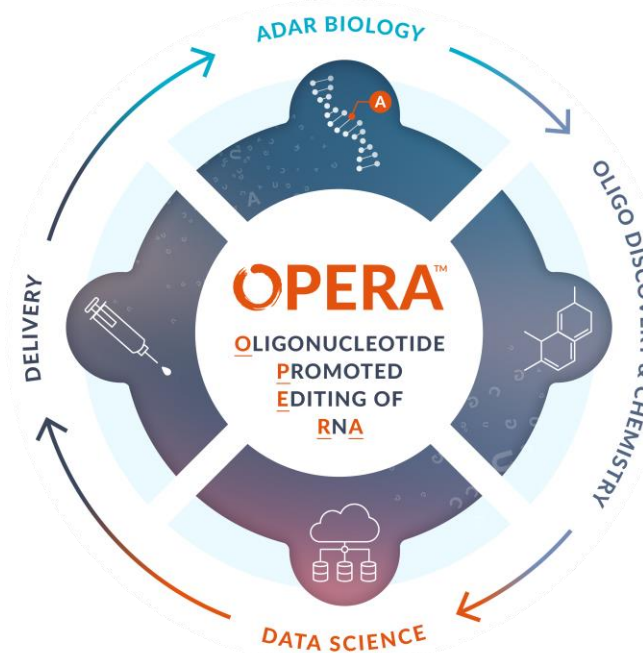 ADAR BIOLOGY
A
OLIGO DISCOVERY & CHEMISTRY
DELIVERY
OPERA™
OLIGONUCLEOTIDE
PROMOTED
EDITING OF
RNA
DATA SCIENCE